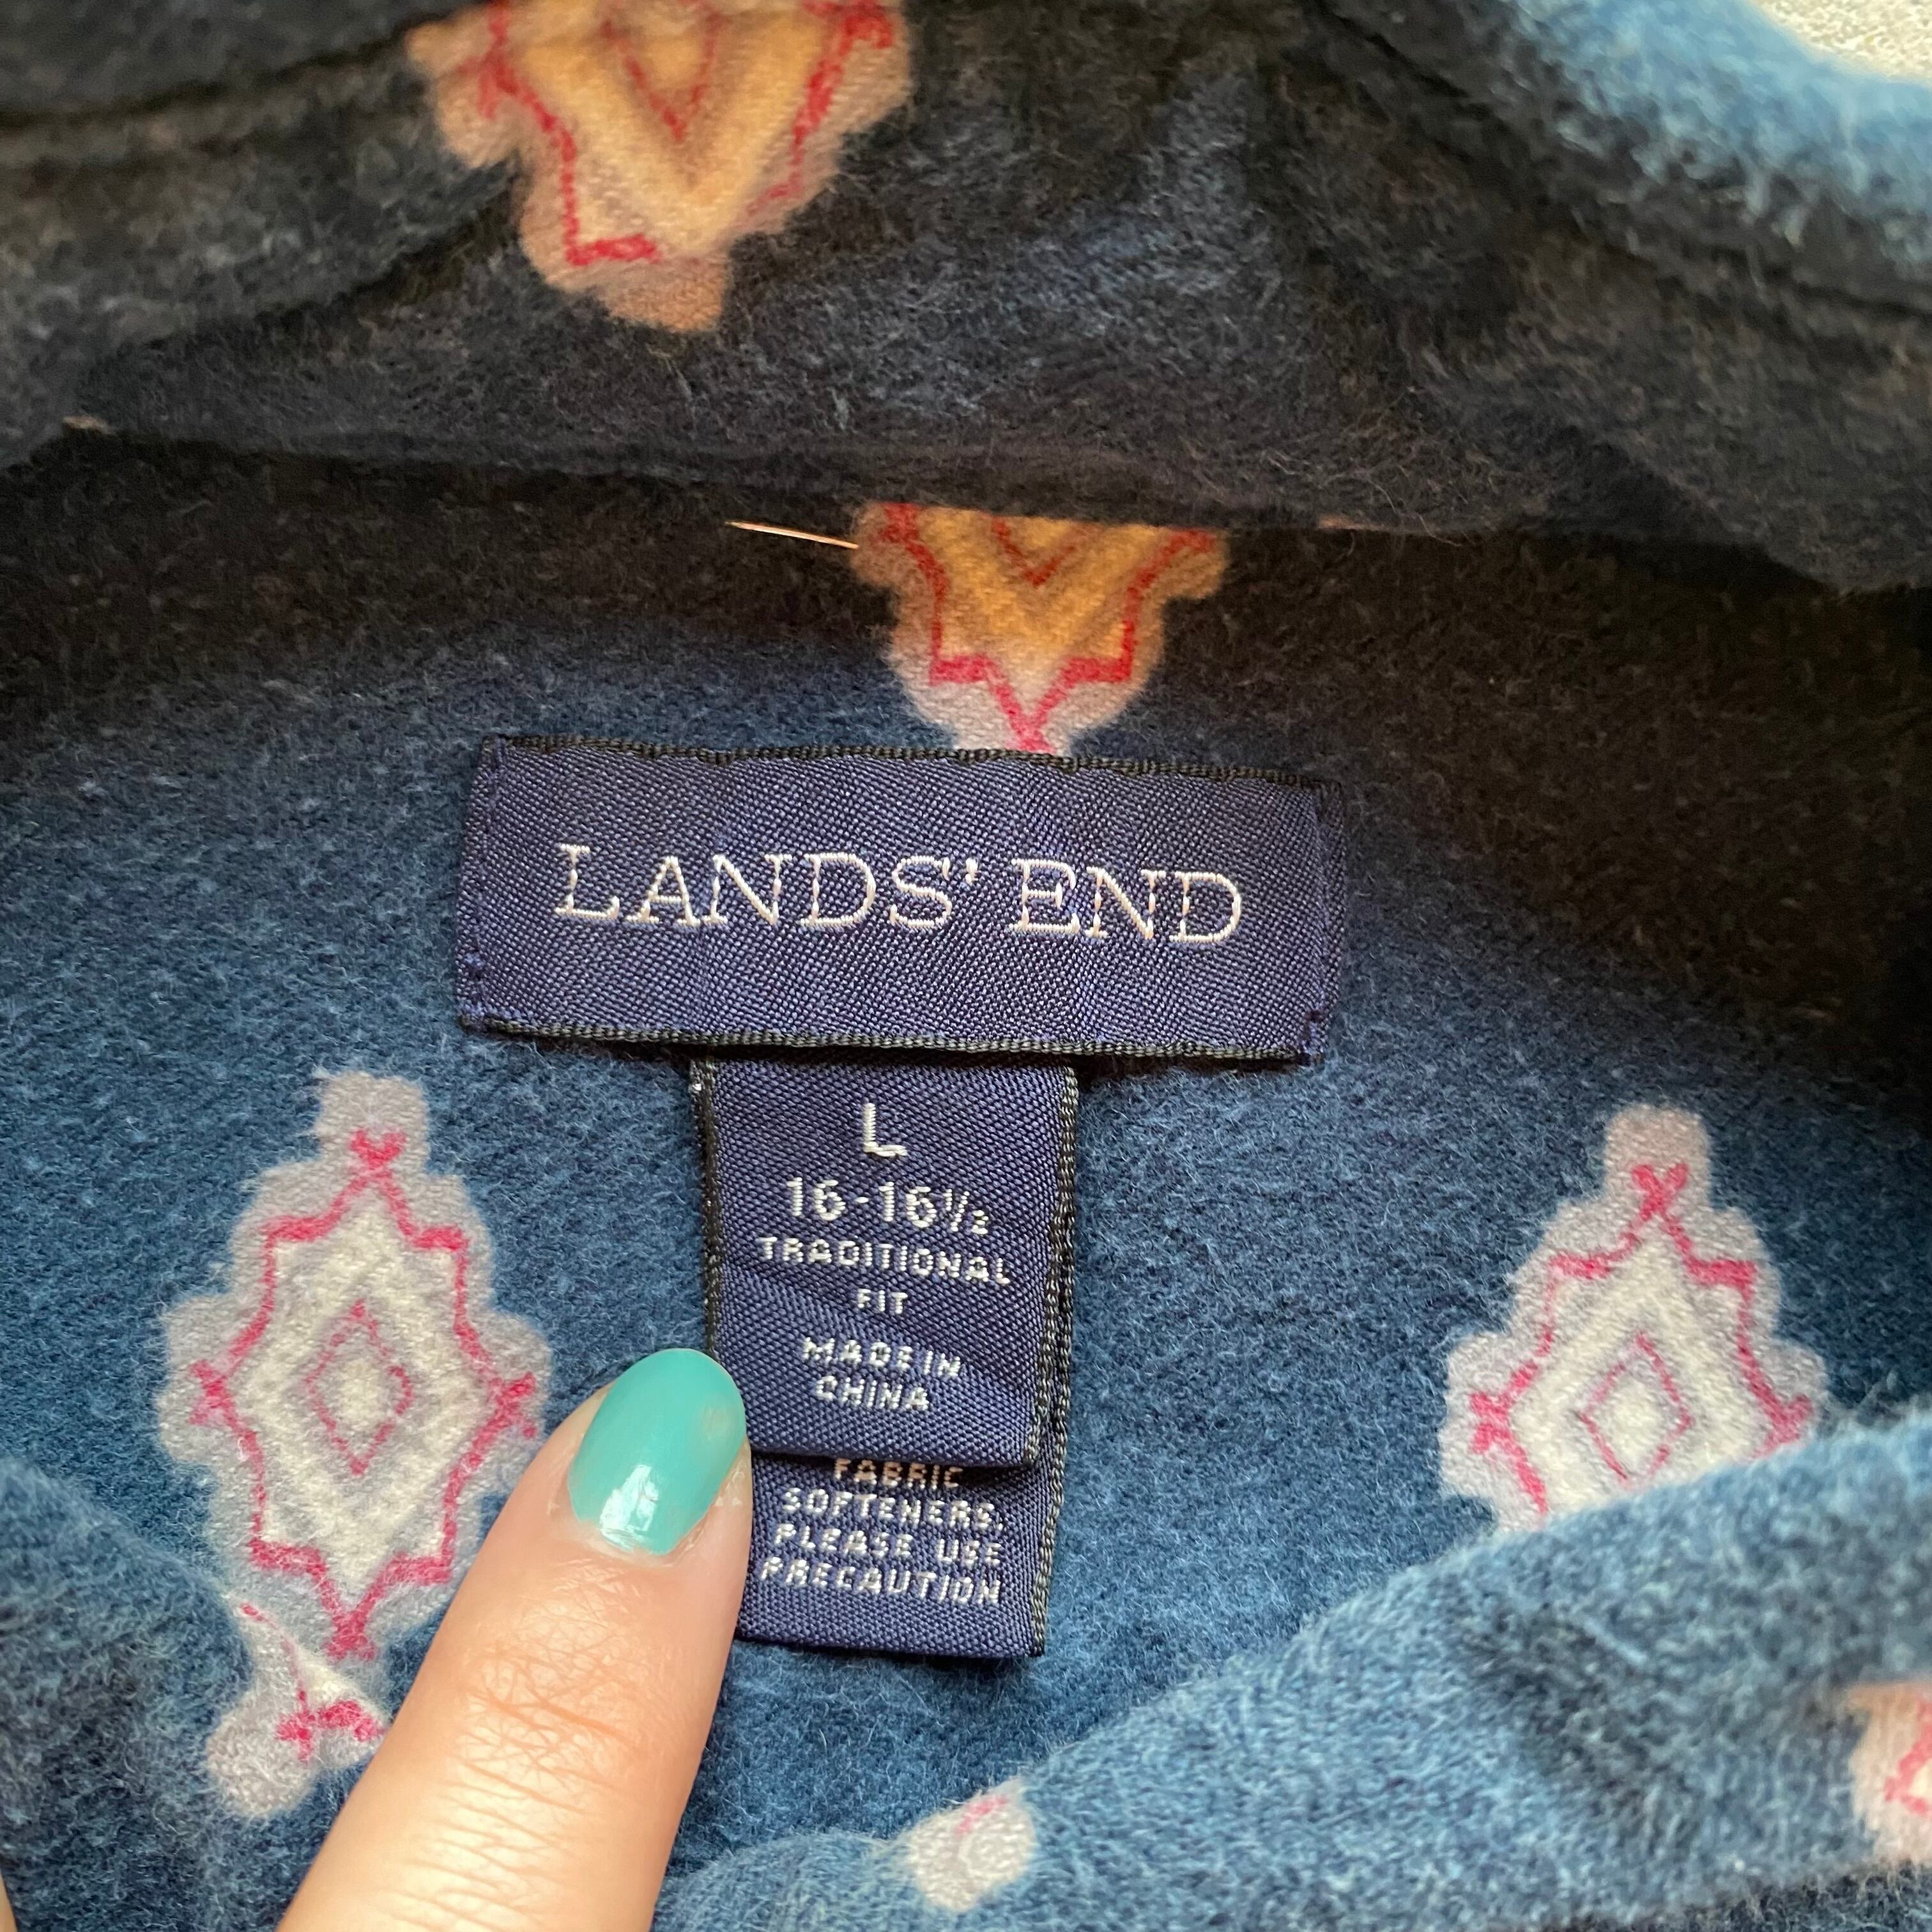 LANDS' END
L
16-16½
TRADITIONAL
FIT
MADE IN
CHINA
FABRIC
SOFTENERS,
PLEASE USE
PRECAUTION